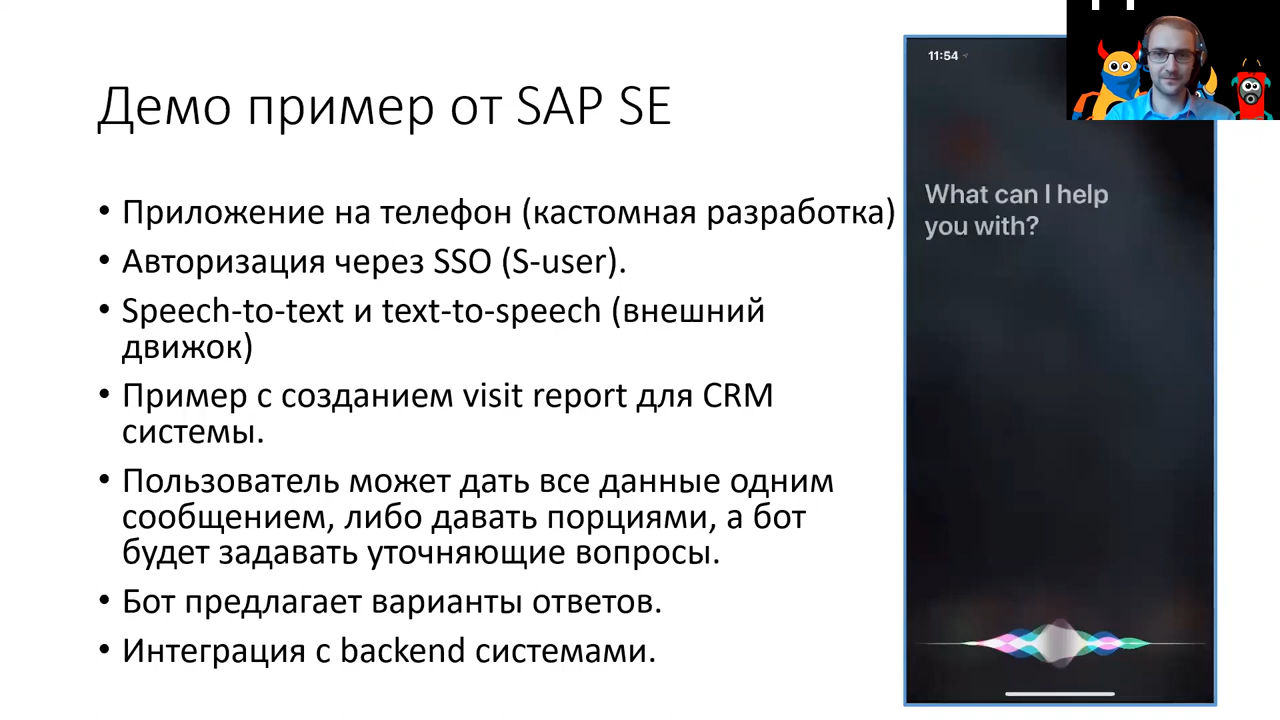 Демо пример от SAP SE
• Приложение на телефон (кастомная разработка)
• Авторизация через SSO (S-user).
• Speech-to-text и text-to-speech (внешний
движок)
• Пример с созданием visit report для CRM
системы.
• Пользователь может дать все данные одним
сообщением, либо давать порциями, а бот
будет задавать уточняющие вопросы.
• Бот предлагает варианты ответов.
• Интеграция с backend системами.
11:54
What can I help
you with?